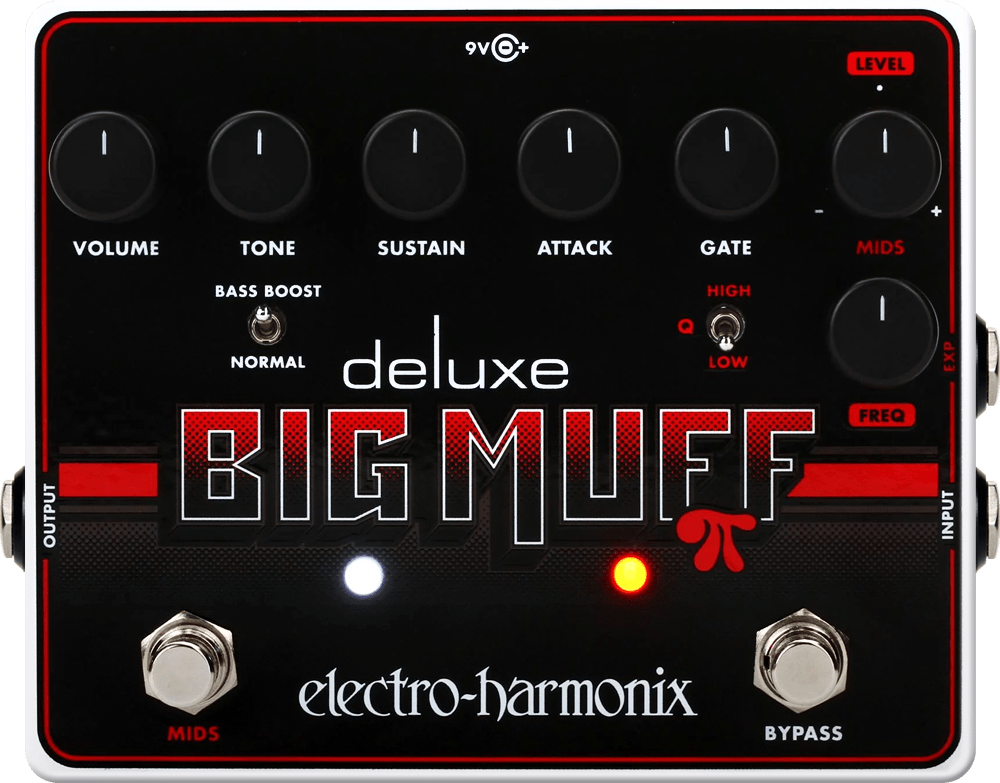 9V - +
LEVEL
- +
VOLUME TONE SUSTAIN ATTACK GATE MIDS
BASS BOOST
NORMAL
HIGH
Q
LOW
EXP
FREQ
deluxe
BIG MUFF
π
OUTPUT
INPUT
electro-harmonix
MIDS
BYPASS